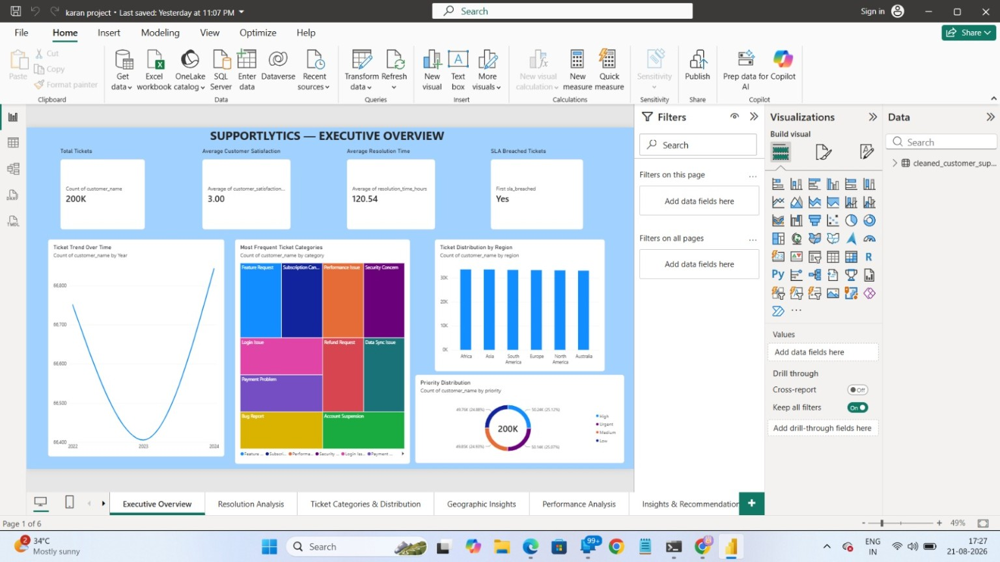 karan project • Last saved: Yesterday at 11:07 PM
Search
Sign in
File
Home
Insert
Modeling
View
Optimize
Help
Share
Paste
Cut
Copy
Format painter
Clipboard
Get data
Excel workbook
OneLake catalog
SQL Server
Enter data
Dataverse
Recent sources
Data
Transform data
Refresh
Queries
New visual
Text box
More visuals
Insert
New visual calculation
New measure
Quick measure
Calculations
Sensitivity
Sensitivity
Publish
Share
Prep data for AI
Copilot
Copilot
SUPPORTLYTICS — EXECUTIVE OVERVIEW
Total Tickets
Average Customer Satisfaction
Average Resolution Time
SLA Breached Tickets
Count of customer_name
200K
Average of customer_satisfaction...
3.00
Average of resolution_time_hours
120.54
First sla_breached
Yes
Ticket Trend Over Time
Count of customer_name by Year
66,800
66,700
66,600
66,500
66,400
2022
2023
2024
Most Frequent Ticket Categories
Count of customer_name by category
Feature Request
Subscription Can...
Performance Issue
Security Concern
Login Issue
Refund Request
Data Sync Issue
Payment Problem
Bug Report
Account Suspension
Feature ...
Subscri...
Performa...
Security ...
Login Iss...
Payment ...
Ticket Distribution by Region
Count of customer_name by region
30K
20K
10K
0K
Africa
Asia
South America
Europe
North America
Australia
Priority Distribution
Count of customer_name by priority
49.76K (24.88%)
50.24K (25.12%)
200K
49.85K (24.93%)
50.14K (25.07%)
High
Urgent
Medium
Low
Filters
Search
Filters on this page
...
Add data fields here
Filters on all pages
...
Add data fields here
Visualizations
Build visual
R
Py
...
Values
Add data fields here
Drill through
Cross-report
Off
Keep all filters
On
Add drill-through fields here
Data
Search
cleaned_customer_sup...
DAX
TMDL
Executive Overview
Resolution Analysis
Ticket Categories & Distribution
Geographic Insights
Performance Analysis
Insights & Recommendation
+
Page 1 of 6
- + 49%
2
34°C
Mostly sunny
Search
99+
ENG
IN
17:27
21-08-2026